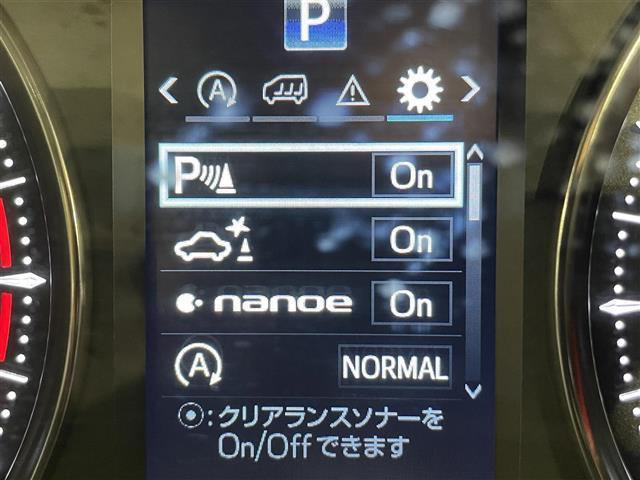 P
A
P On
On
nanoe On
A NORMAL
:クリアランスソナーを
On/Offできます